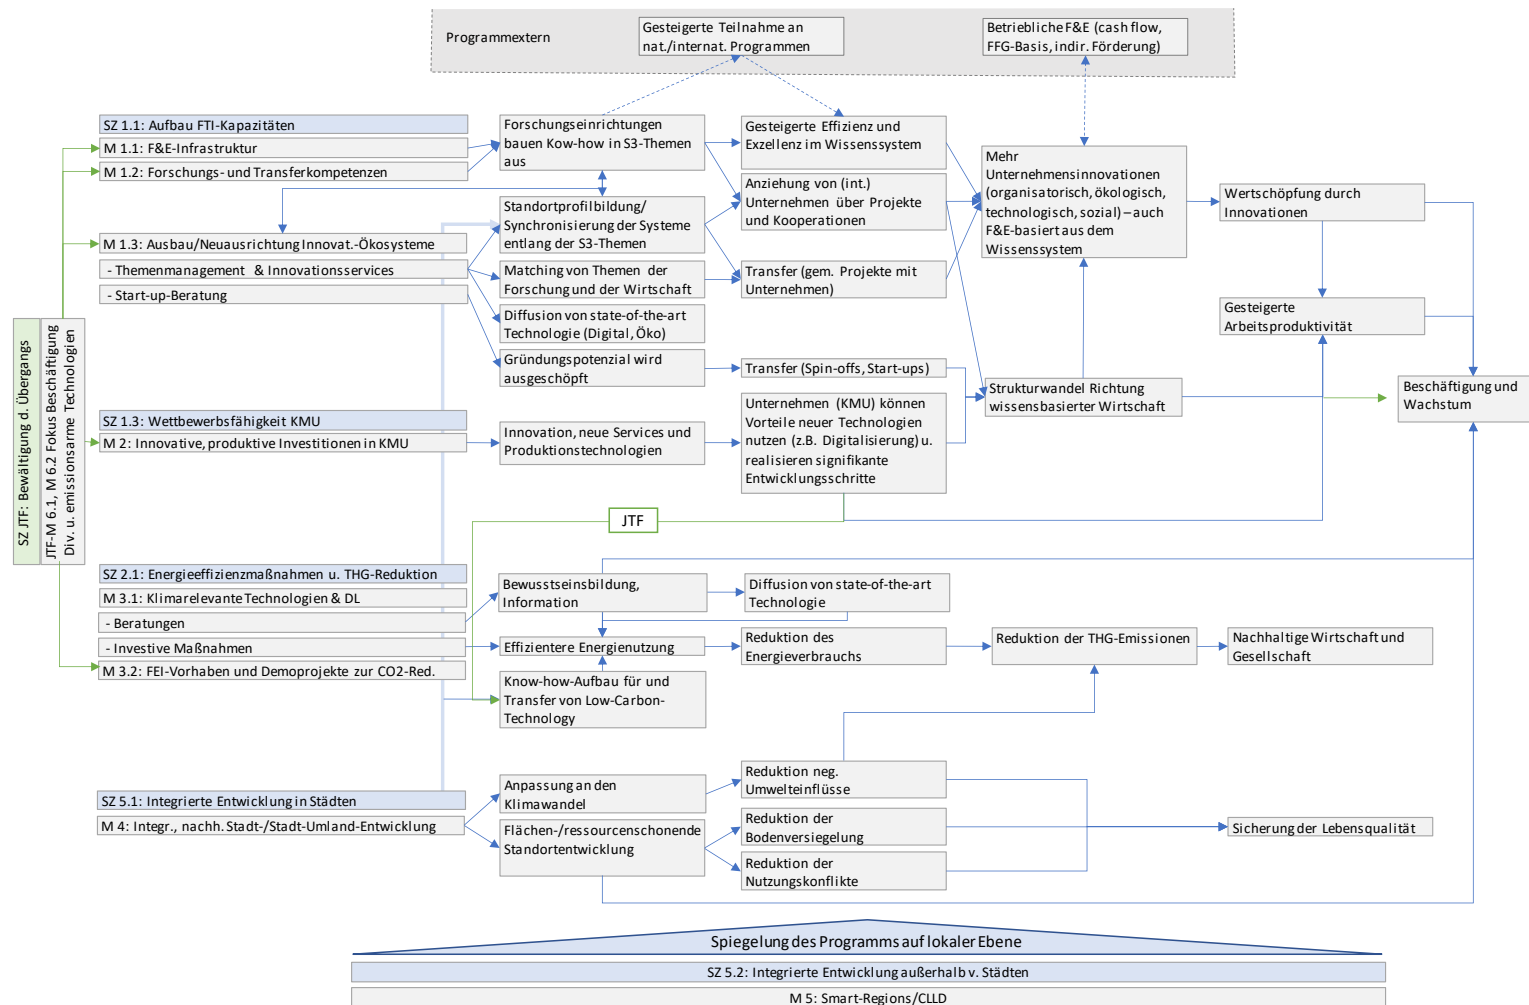 Programmextern
Gesteigerte Teilnahme an
nat./internat. Programmen
Betriebliche F&E (cash flow,
FFG-Basis, indir. Förderung)
SZ 1.1: Aufbau FTI-Kapazitäten
M 1.1: F&E-Infrastruktur
M 1.2: Forschungs- und Transferkompetenzen
M 1.3: Ausbau/Neuausrichtung Innovat.-Ökosysteme
- Themenmanagement & Innovationsservices
- Start-up-Beratung
SZ JTF: Bewältigung d. Übergangs
JTF-M 6.1, M 6.2 Fokus Beschäftigung
Div. u. emissionsarme Technologien
SZ 1.3: Wettbewerbsfähigkeit KMU
M 2: Innovative, produktive Investitionen in KMU
SZ 2.1: Energieeffizienzmaßnahmen u. THG-Reduktion
M 3.1: Klimarelevante Technologien & DL
- Beratungen
- Investive Maßnahmen
M 3.2: FEI-Vorhaben und Demoprojekte zur CO2-Red.
SZ 5.1: Integrierte Entwicklung in Städten
M 4: Integr., nachh. Stadt-/Stadt-Umland-Entwicklung
Forschungseinrichtungen
bauen Kow-how in S3-Themen
aus
Standortprofilbildung/
Synchronisierung der Systeme
entlang der S3-Themen
Matching von Themen der
Forschung und der Wirtschaft
Diffusion von state-of-the-art
Technologie (Digital, Öko)
Gründungspotenzial wird
ausgeschöpft
Innovation, neue Services und
Produktionstechnologien
JTF
Bewusstseinsbildung,
Information
Effizientere Energienutzung
Know-how-Aufbau für und
Transfer von Low-Carbon-
Technology
Anpassung an den
Klimawandel
Flächen-/ressourcenschonende
Standortentwicklung
Gesteigerte Effizienz und
Exzellenz im Wissenssystem
Anziehung von (int.)
Unternehmen über Projekte
und Kooperationen
Transfer (gem. Projekte mit
Unternehmen)
Transfer (Spin-offs, Start-ups)
Unternehmen (KMU) können
Vorteile neuer Technologien
nutzen (z.B. Digitalisierung) u.
realisieren signifikante
Entwicklungsschritte
Diffusion von state-of-the-art
Technologie
Reduktion des
Energieverbrauchs
Reduktion neg.
Umwelteinflüsse
Reduktion der
Bodenversiegelung
Reduktion der
Nutzungskonflikte
Mehr
Unternehmensinnovationen
(organisatorisch, ökologisch,
technologisch, sozial) – auch
F&E-basiert aus dem
Wissenssystem
Strukturwandel Richtung
wissensbasierter Wirtschaft
Reduktion der THG-Emissionen
Wertschöpfung durch
Innovationen
Gesteigerte
Arbeitsproduktivität
Beschäftigung und
Wachstum
Nachhaltige Wirtschaft und
Gesellschaft
Sicherung der Lebensqualität
Spiegelung des Programms auf lokaler Ebene
SZ 5.2: Integrierte Entwicklung außerhalb v. Städten
M 5: Smart-Regions/CLLD